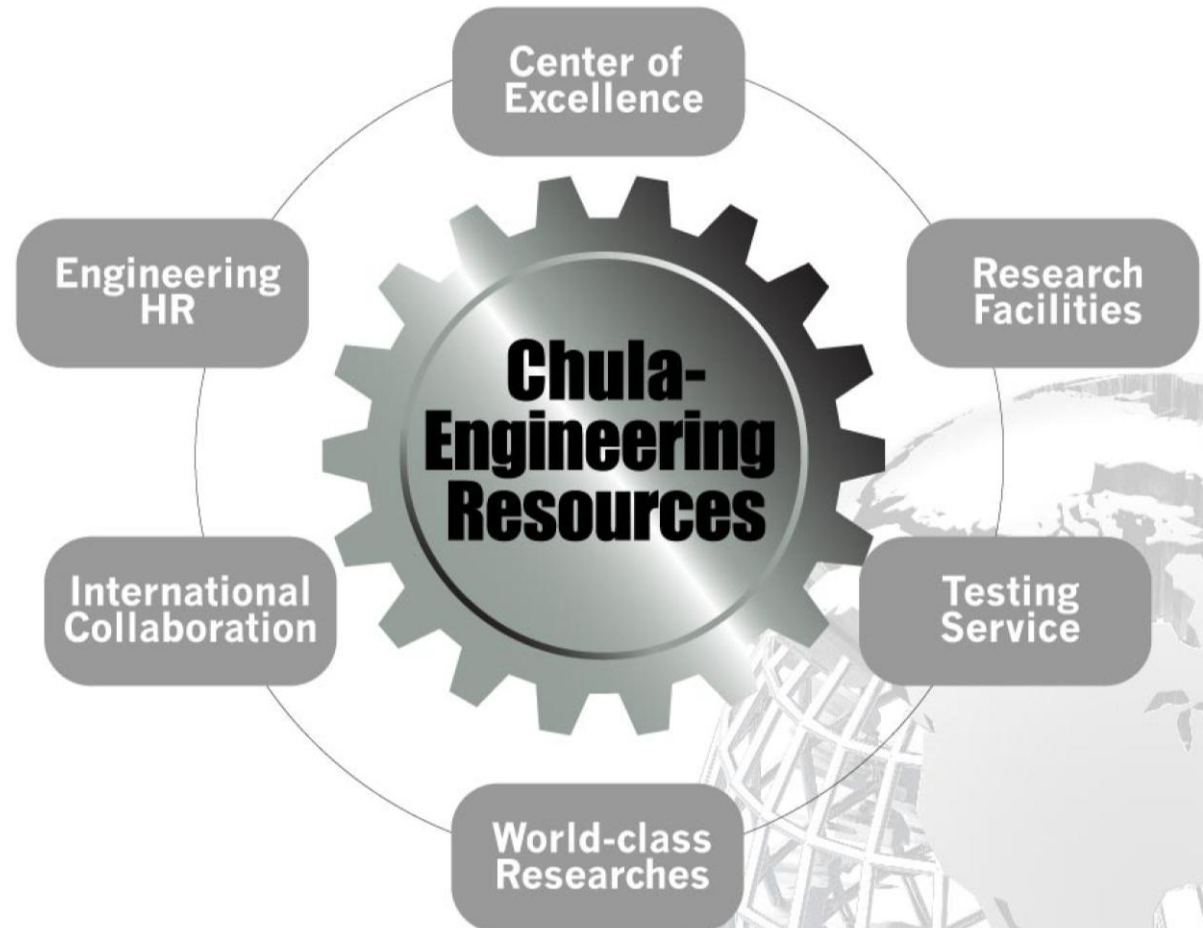 Center of
Excellence
Engineering
HR
Research
Facilities
Chula-
Engineering
Resources
International
Collaboration
Testing
Service
World-class
Researches